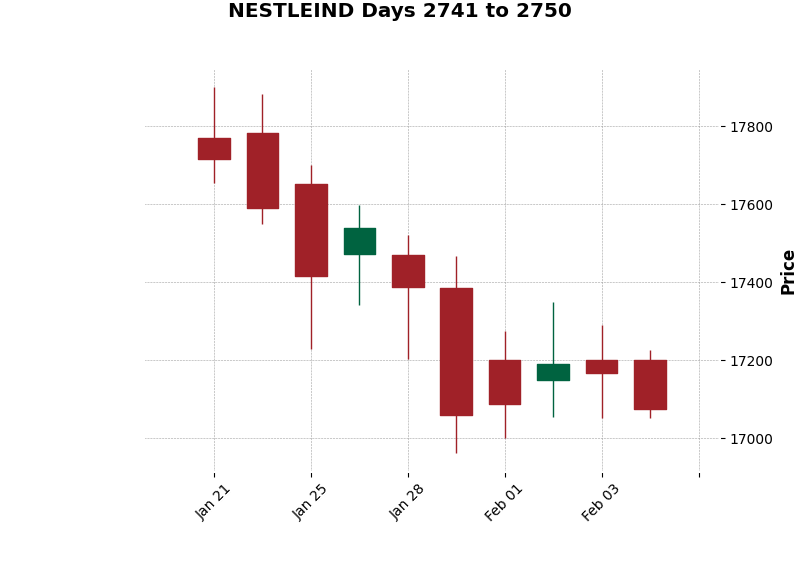 NESTLEIND Days 2741 to 2750
17800
17600
17400
17200
17000
Price
Jan 21
Jan 25
Jan 28
Feb 01
Feb 03